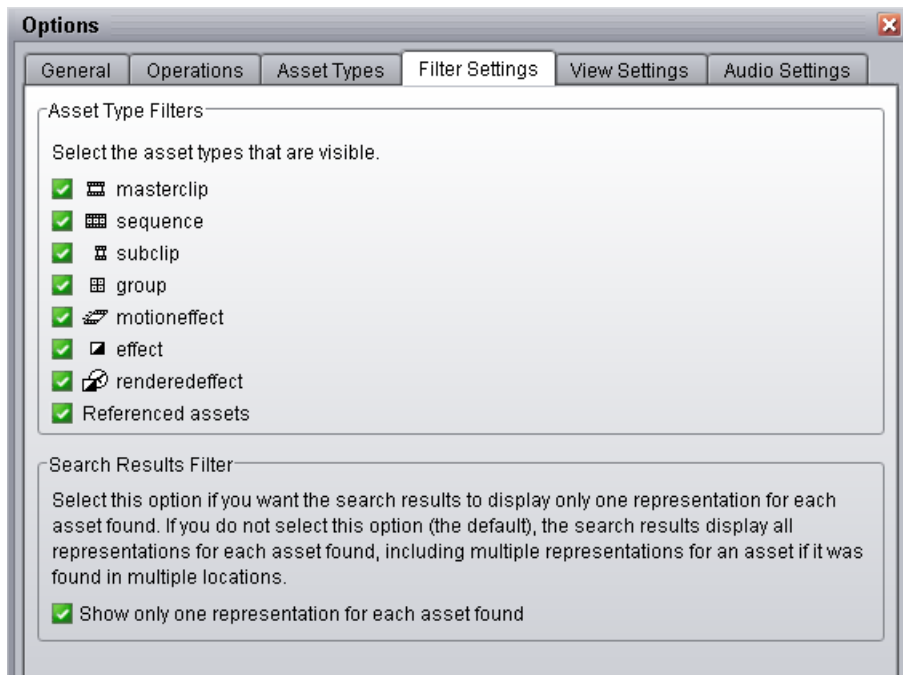 Options
General Operations Asset Types Filter Settings View Settings Audio Settings
Asset Type Filters
Select the asset types that are visible.
masterclip
sequence
subclip
group
motioneffect
effect
renderedeffect
Referenced assets
Search Results Filter
Select this option if you want the search results to display only one representation for each
asset found. If you do not select this option (the default), the search results display all
representations for each asset found, including multiple representations for an asset if it was
found in multiple locations.
Show only one representation for each asset found